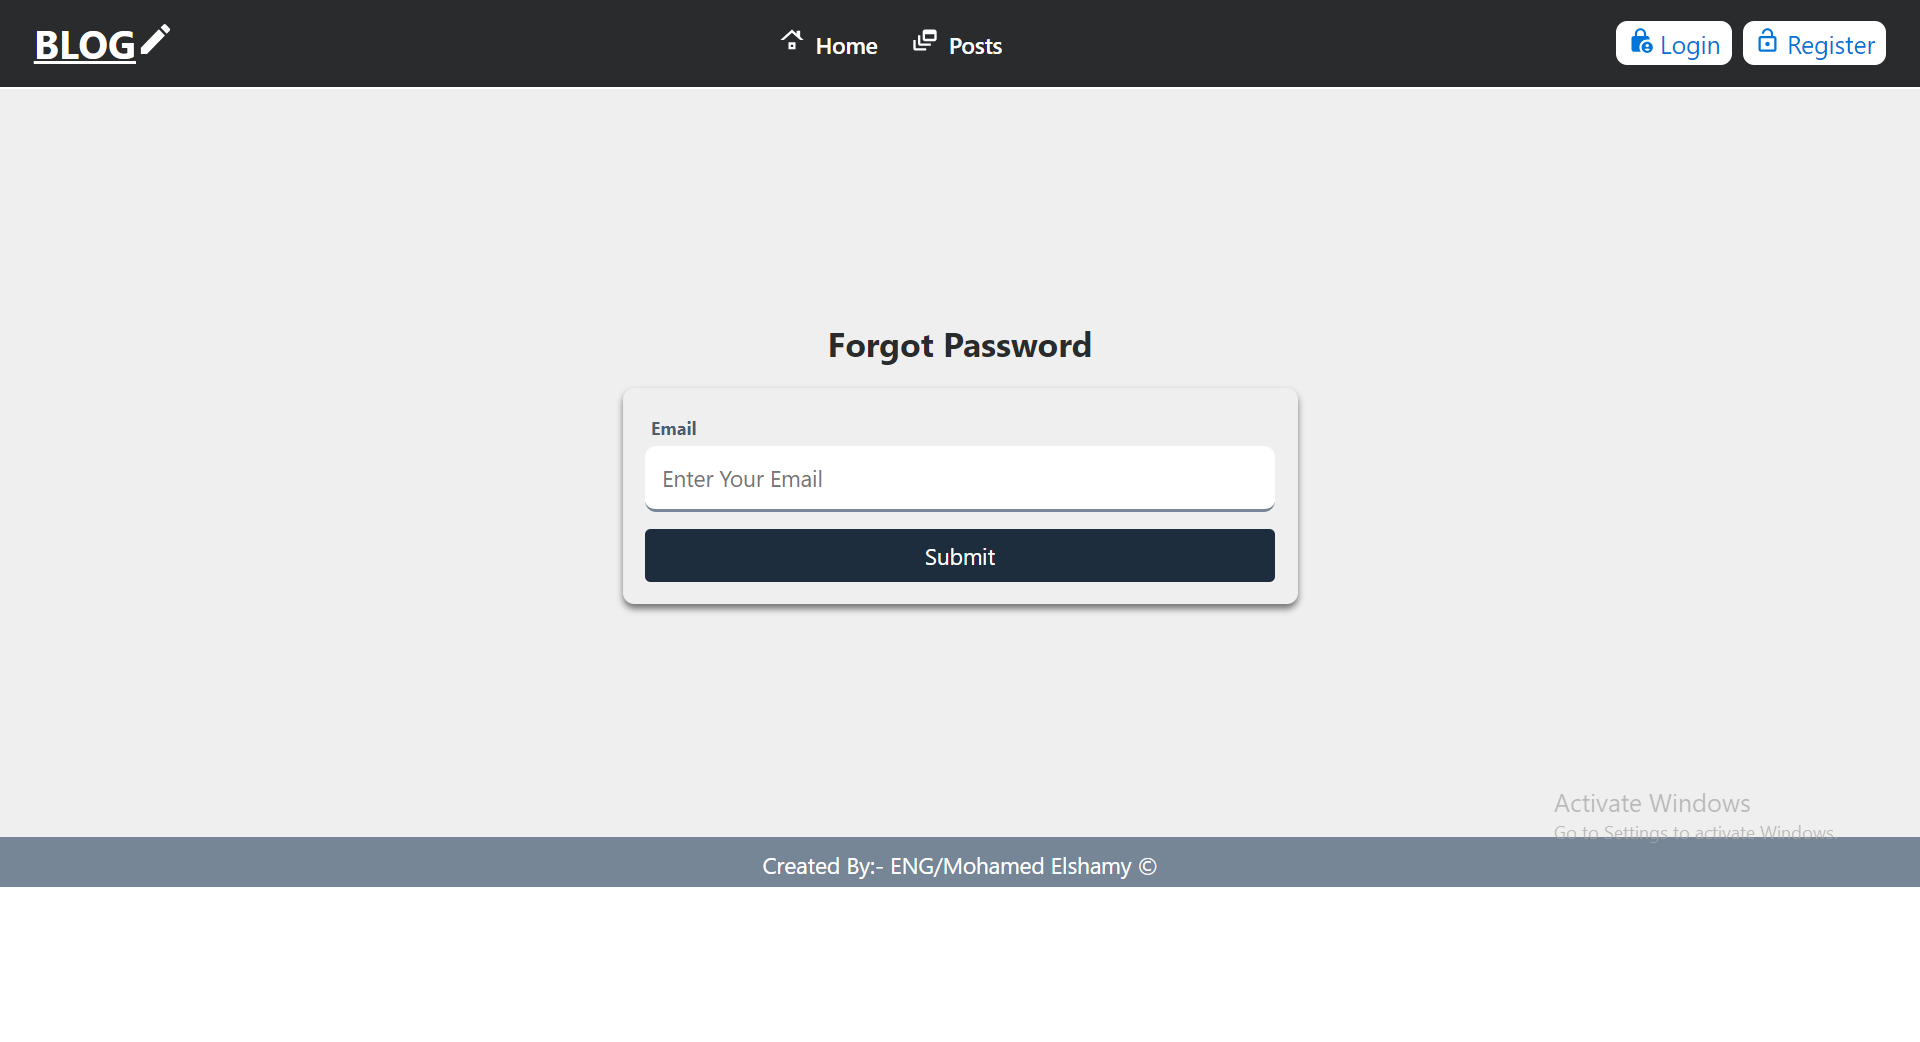 BLOG
Home
Posts
Login
Register
Forgot Password
Email
Enter Your Email
Submit
Activate Windows
Go to Settings to activate Windows.
Created By:- ENG/Mohamed Elshamy ©